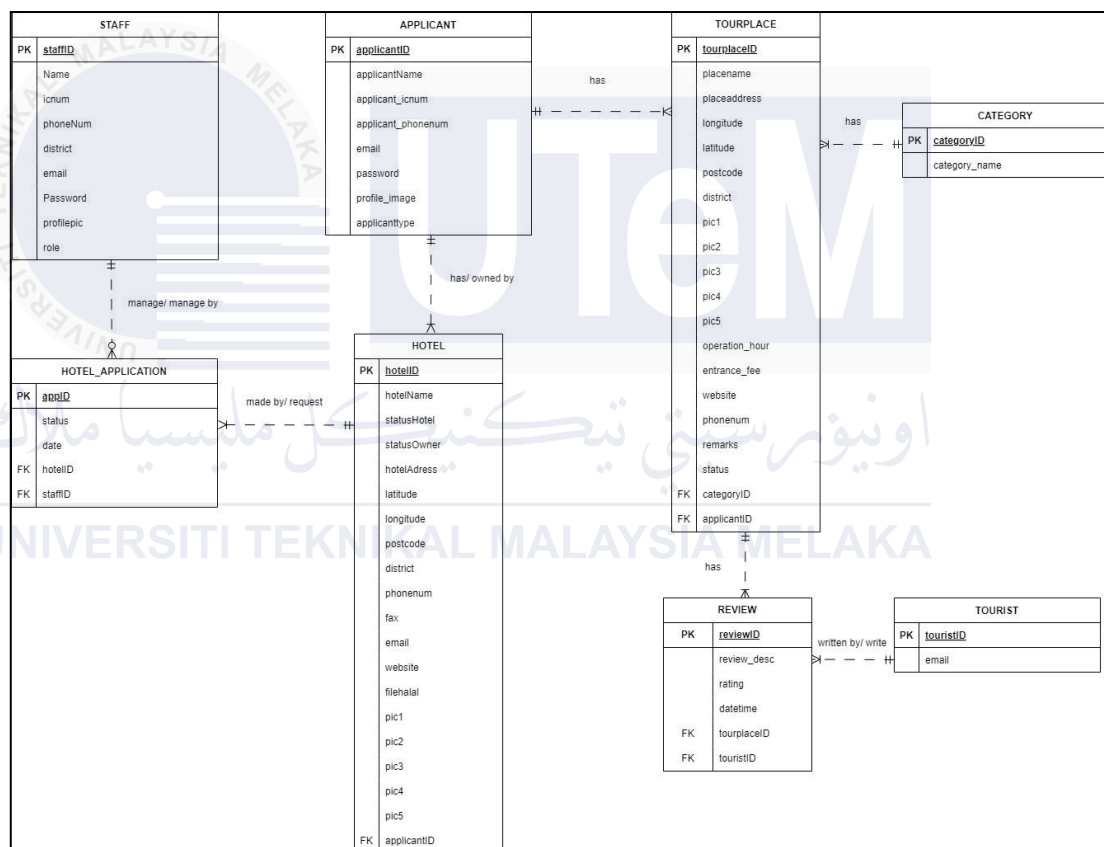 STAFF
PK staffID
Name
icnum
phoneNum
district
email
Password
profilepic
role
manage/ manage by
HOTEL_APPLICATION
PK appID
status
date
FK hotelID
FK staffID
made by/ request
APPLICANT
PK applicantID
applicantName
applicant_icnum
applicant_phonenum
email
password
profile_image
applicanttype
has/ owned by
HOTEL
PK hotelID
hotelName
statusHotel
statusOwner
hotelAdress
latitude
longitude
postcode
district
phonenum
fax
email
website
filehalal
pic1
pic2
pic3
pic4
pic5
FK applicantID
has
TOURPLACE
PK tourplaceID
placename
placeaddress
longitude
latitude
postcode
district
pic1
pic2
pic3
pic4
pic5
operation_hour
entrance_fee
website
phonenum
remarks
status
FK categoryID
FK applicantID
has
CATEGORY
PK categoryID
category_name
has
REVIEW
PK reviewID
review_desc
rating
datetime
FK tourplaceID
FK touristID
written by/ write
TOURIST
PK touristID
email
UTeM
اونيۏرسيتي تيكنيكل مليسيا ملاك
UNIVERSITI TEKNIKAL MALAYSIA MELAKA